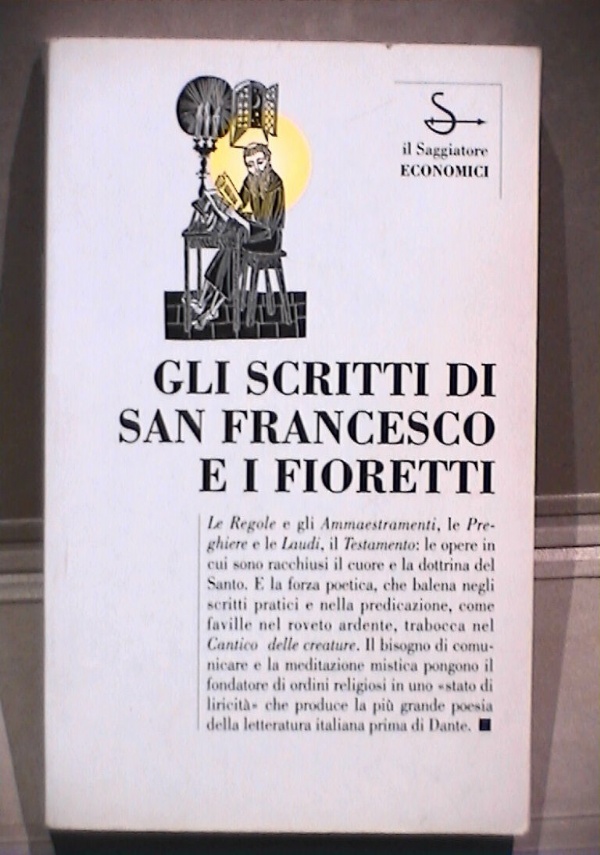 il Saggiatore
ECONOMICI
GLI SCRITTI DI
SAN FRANCESCO
E I FIORETTI
Le Regole e gli Ammaestramenti, le Pre-
ghiere e le Laudi, il Testamento: le opere in
cui sono racchiusi il cuore e la dottrina del
Santo. E la forza poetica, che balena negli
scritti pratici e nella predicazione, come
faville nel roveto ardente, trabocca nel
Cantico delle creature. Il bisogno di comu-
nicare e la meditazione mistica pongono il
fondatore di ordini religiosi in uno «stato di
liricità» che produce la più grande poesia
della letteratura italiana prima di Dante.